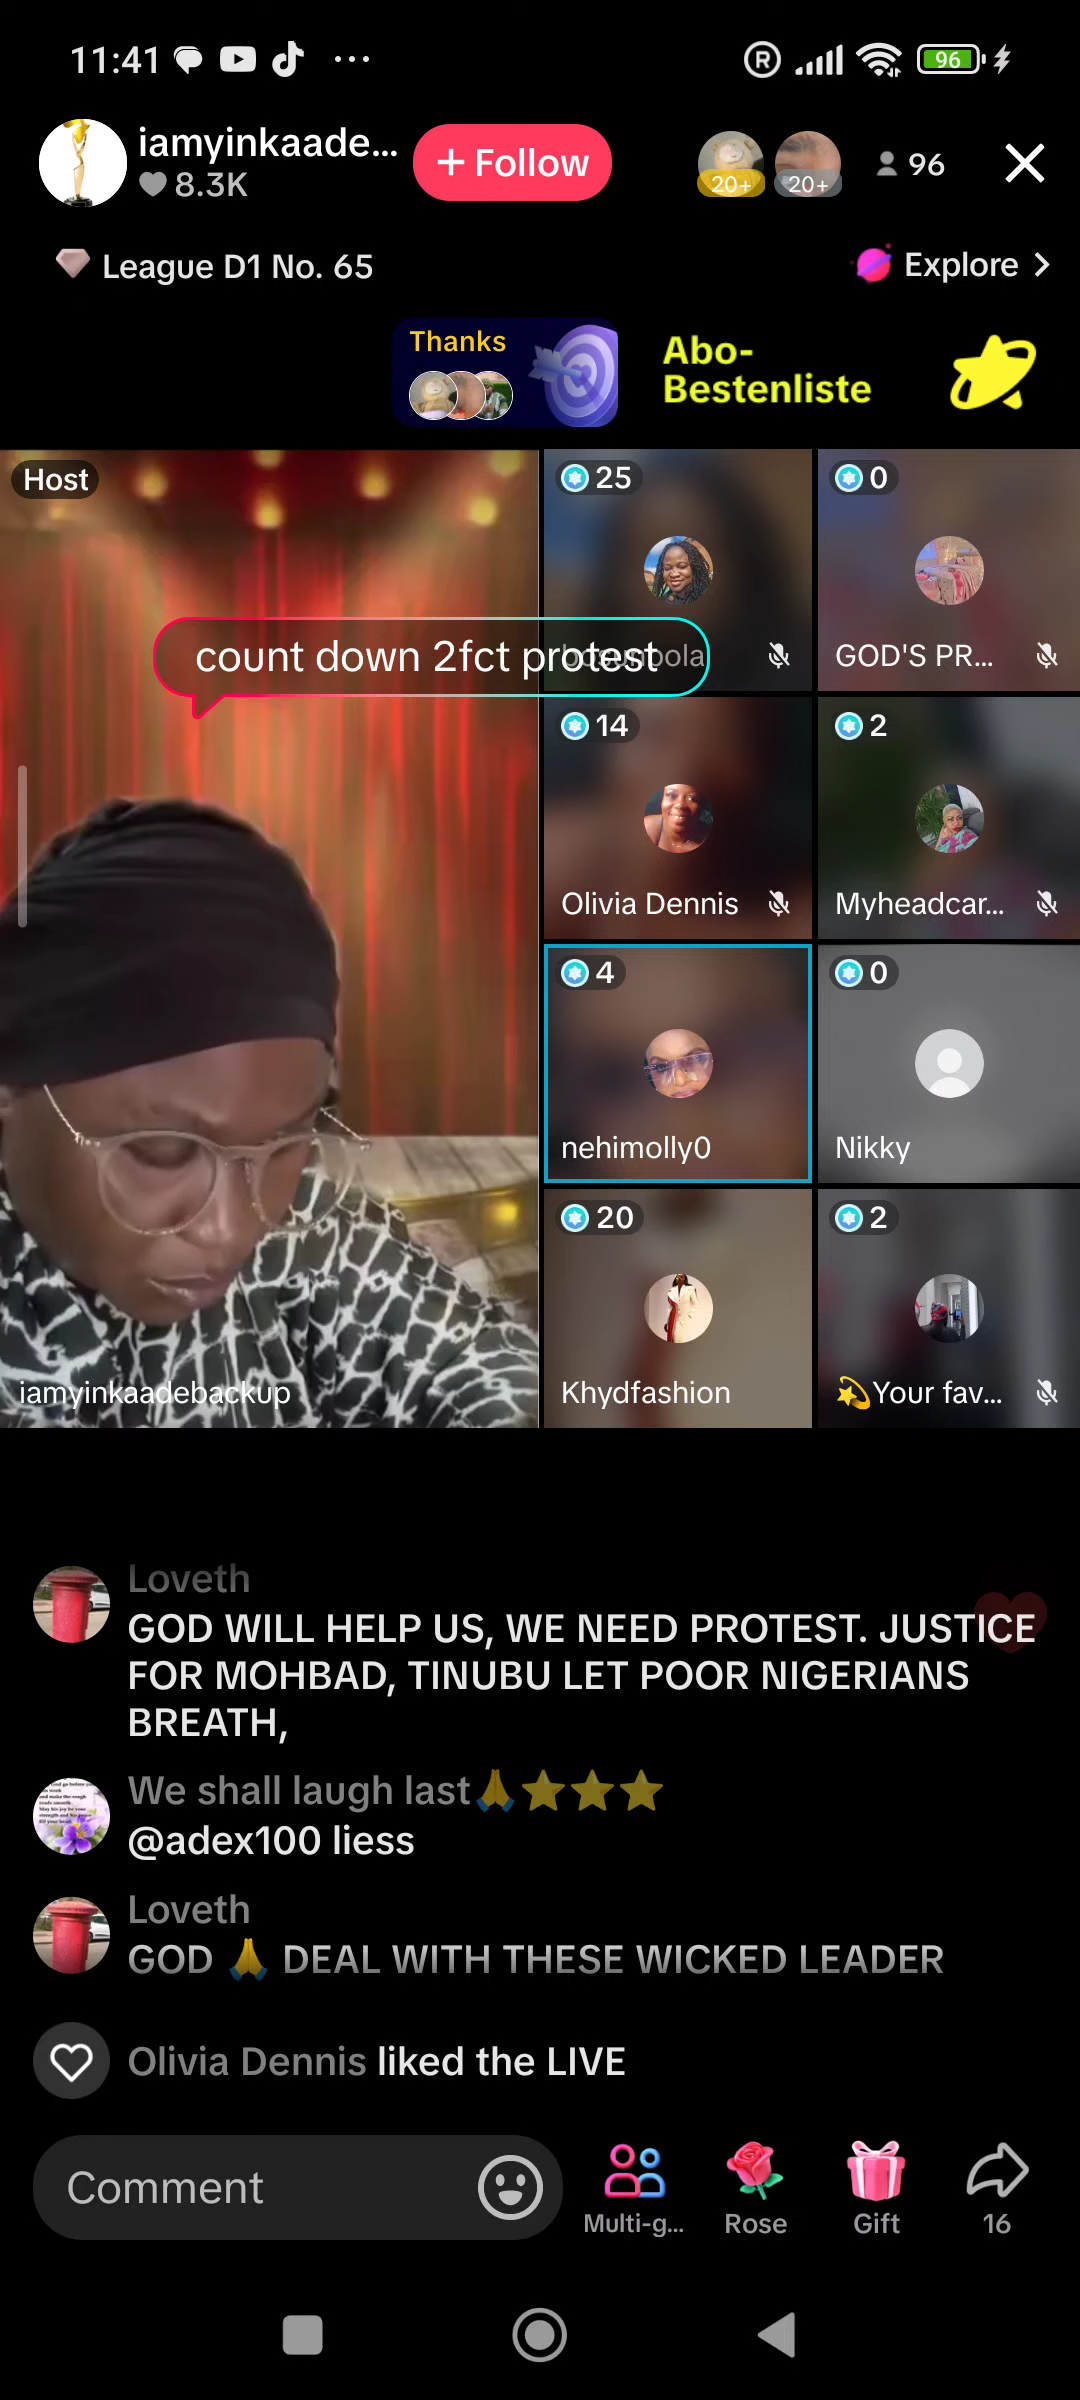 11:41
R
96
iamyinkaade...
8.3K
+ Follow
20+
20+
96
League D1 No. 65
Explore >
Thanks
Abo-
Bestenliste
Host
25
0
count down 2fct protest
GOD'S PR...
14
2
Olivia Dennis
Myheadcar...
4
0
nehimolly0
Nikky
20
2
iamyinkaadebackup
Khydfashion
💫Your fav...
Loveth
GOD WILL HELP US, WE NEED PROTEST. JUSTICE
FOR MOHBAD, TINUBU LET POOR NIGERIANS
BREATH,
We shall laugh last🙏⭐⭐⭐
@adex100 liess
Loveth
GOD 🙏 DEAL WITH THESE WICKED LEADER
Olivia Dennis liked the LIVE
Comment
Multi-g...
Rose
Gift
16